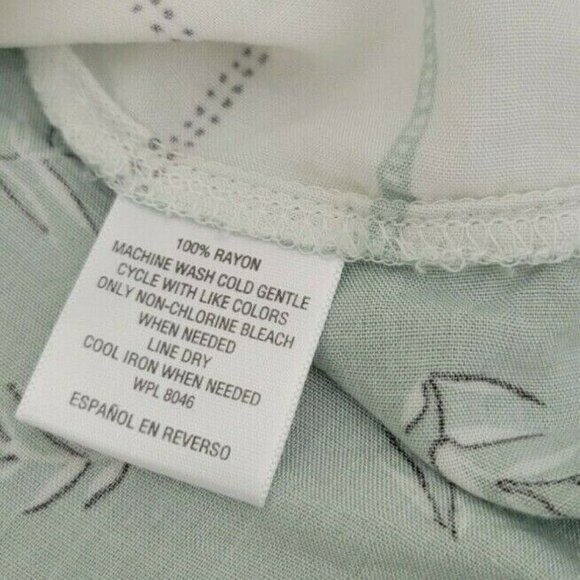 100% RAYON
MACHINE WASH COLD GENTLE
CYCLE WITH LIKE COLORS
ONLY NON-CHLORINE BLEACH
WHEN NEEDED
LINE DRY
COOL IRON WHEN NEEDED
WPL 8046
ESPAÑOL EN REVERSO